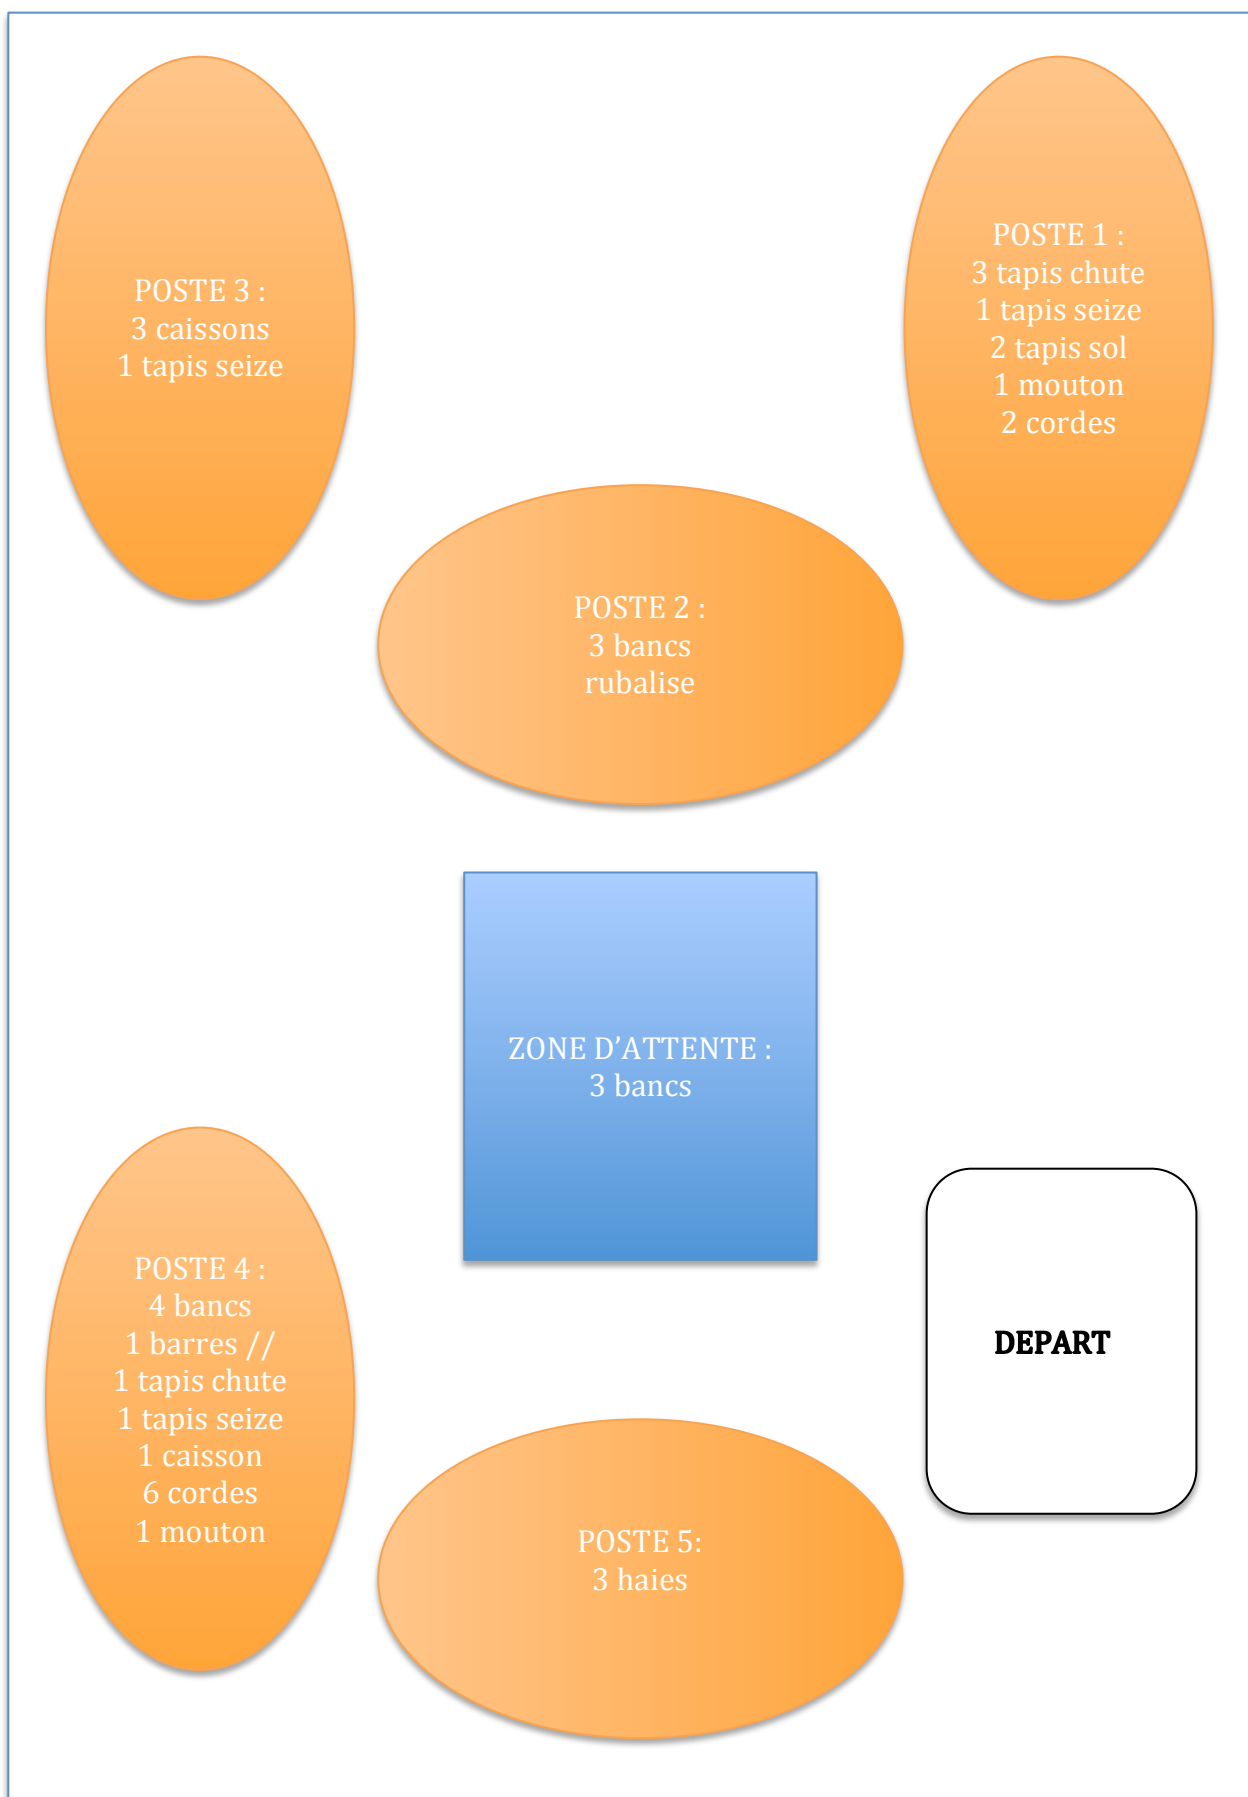 POSTE 3 :
3 caissons
1 tapis seize
POSTE 1 :
3 tapis chute
1 tapis seize
2 tapis sol
1 mouton
2 cordes
POSTE 2 :
3 bancs
rubalise
ZONE D’ATTENTE :
3 bancs
POSTE 4 :
4 bancs
1 barres //
1 tapis chute
1 tapis seize
1 caisson
6 cordes
1 mouton
DEPART
POSTE 5:
3 haies